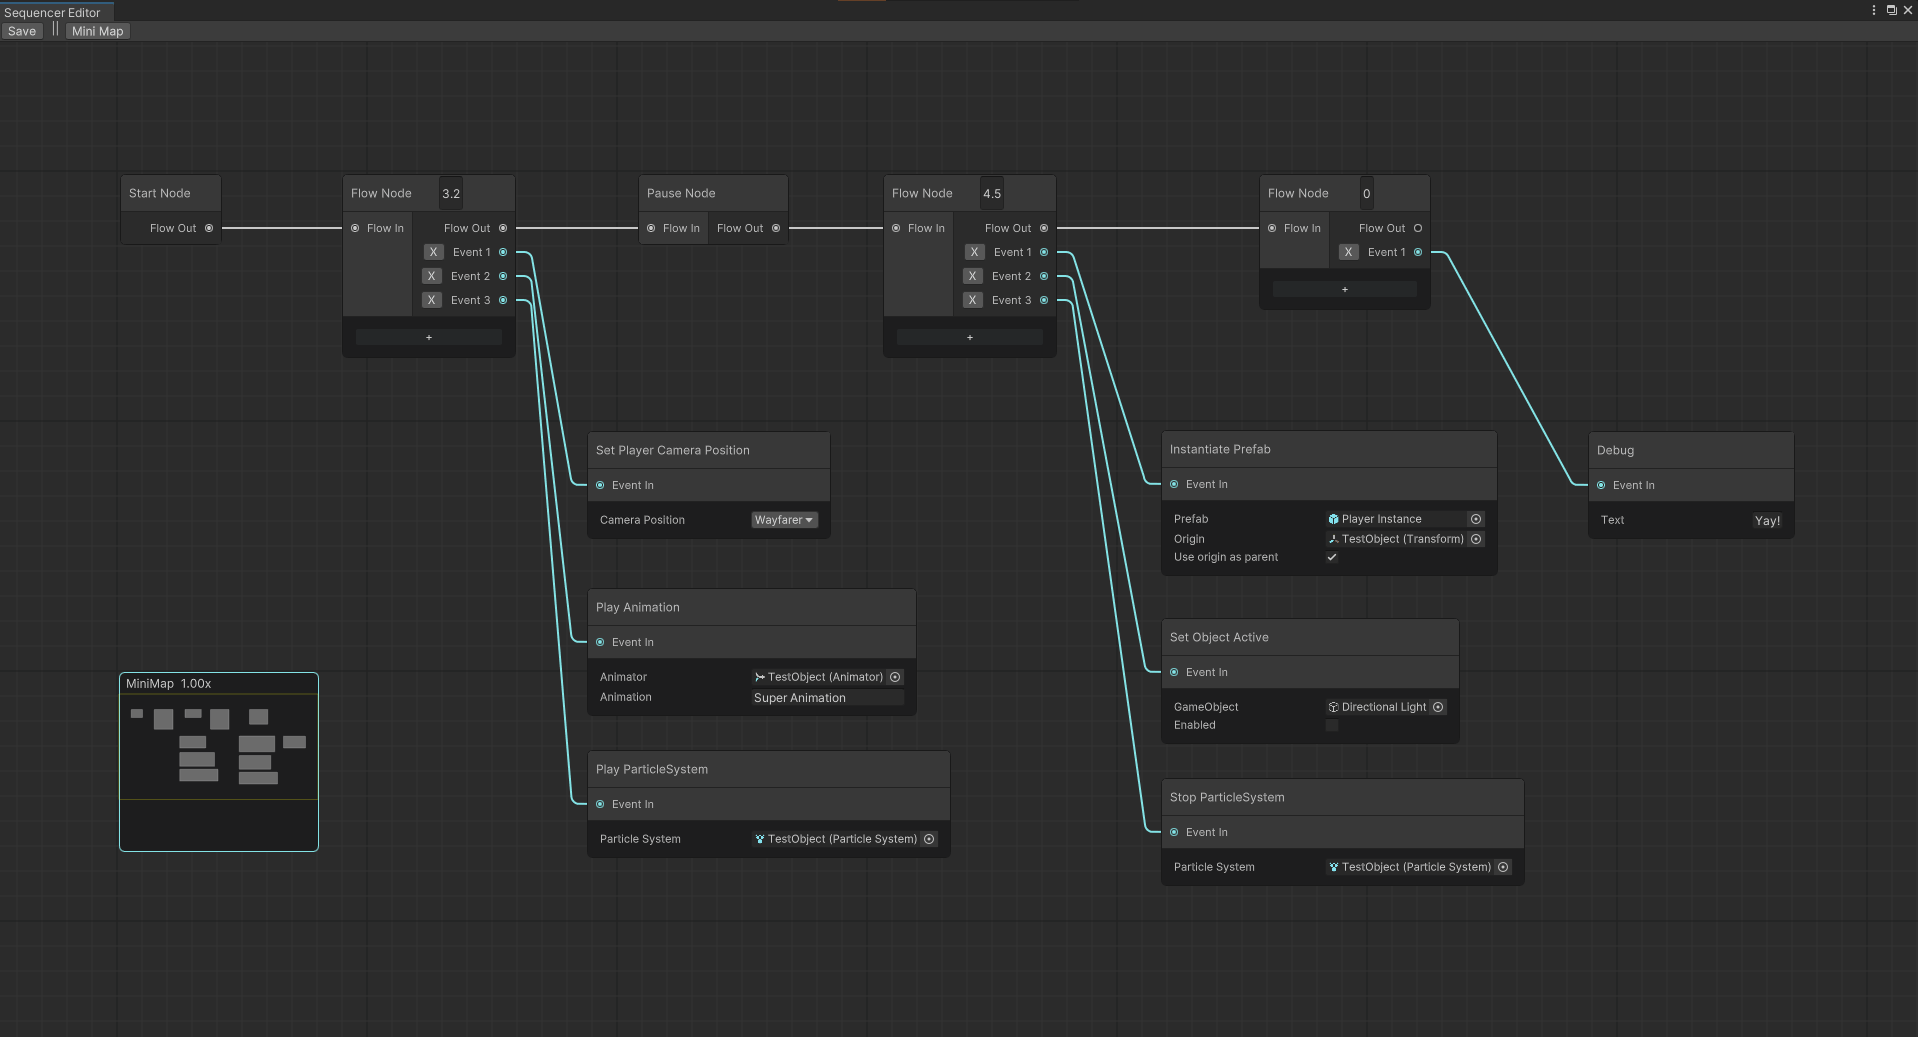 Sequencer Editor
Save || Mini Map
Start Node
Flow Out
Flow Node 3.2
Flow In Flow Out
X Event 1
X Event 2
X Event 3
+
Pause Node
Flow In Flow Out
Flow Node 4.5
Flow In Flow Out
X Event 1
X Event 2
X Event 3
+
Flow Node 0
Flow In Flow Out
X Event 1
+
Set Player Camera Position
Event In
Camera Position Wayfarer
Play Animation
Event In
Animator TestObject (Animator)
Animation Super Animation
Play ParticleSystem
Event In
Particle System TestObject (Particle System)
Instantiate Prefab
Event In
Prefab Player Instance
Origin TestObject (Transform)
Use origin as parent
Set Object Active
Event In
GameObject Directional Light
Enabled
Stop ParticleSystem
Event In
Particle System TestObject (Particle System)
Debug
Event In
Text Yay!
MiniMap 1.00x